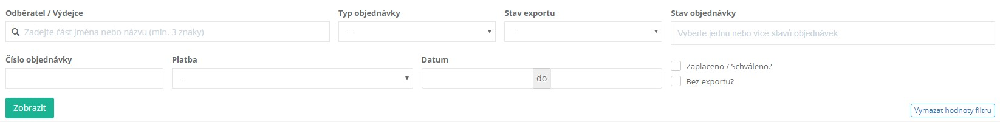 Odběratel / Výdejce
Typ objednávky
Stav exportu
Stav objednávky
Zadejte část jména nebo názvu (min. 3 znaky)
-
-
Vyberte jednu nebo více stavů objednávek
Číslo objednávky
Platba
Datum
-
do
Zaplaceno / Schváleno?
Bez exportu?
Zobrazit
Vymazat hodnoty filtru